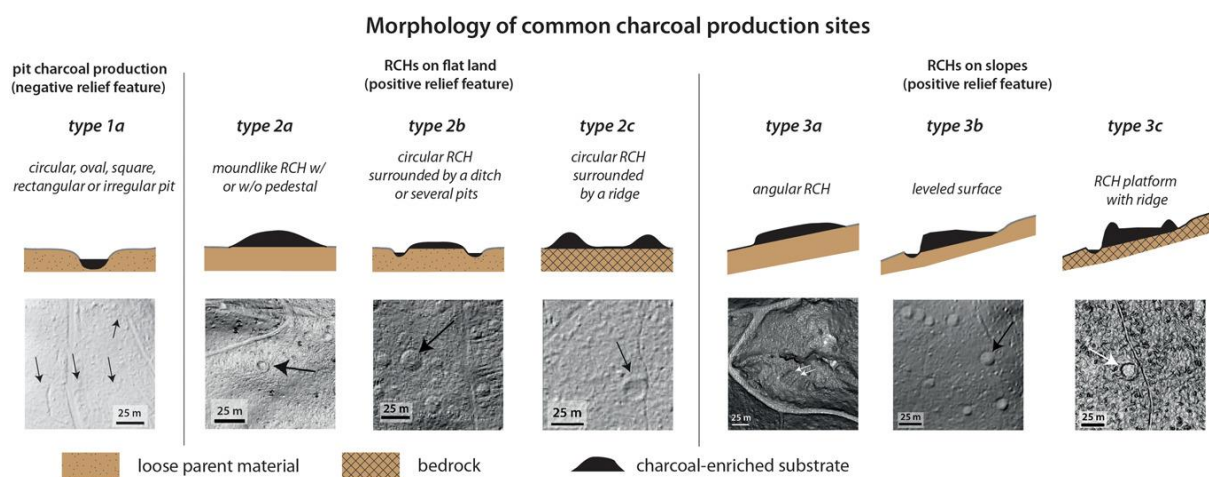 Morphology of common charcoal production sites
pit charcoal production
(negative relief feature)
RCHs on flat land
(positive relief feature)
RCHs on slopes
(positive relief feature)
type 1a
circular, oval, square,
rectangular or irregular pit
type 2a
moundlike RCH w/
or w/o pedestal
type 2b
circular RCH
surrounded by a ditch
or several pits
type 2c
circular RCH
surrounded
by a ridge
type 3a
angular RCH
type 3b
leveled surface
type 3c
RCH platform
with ridge
25 m
25 m
25 m
25 m
25 m
25 m
25 m
loose parent material
bedrock
charcoal-enriched substrate